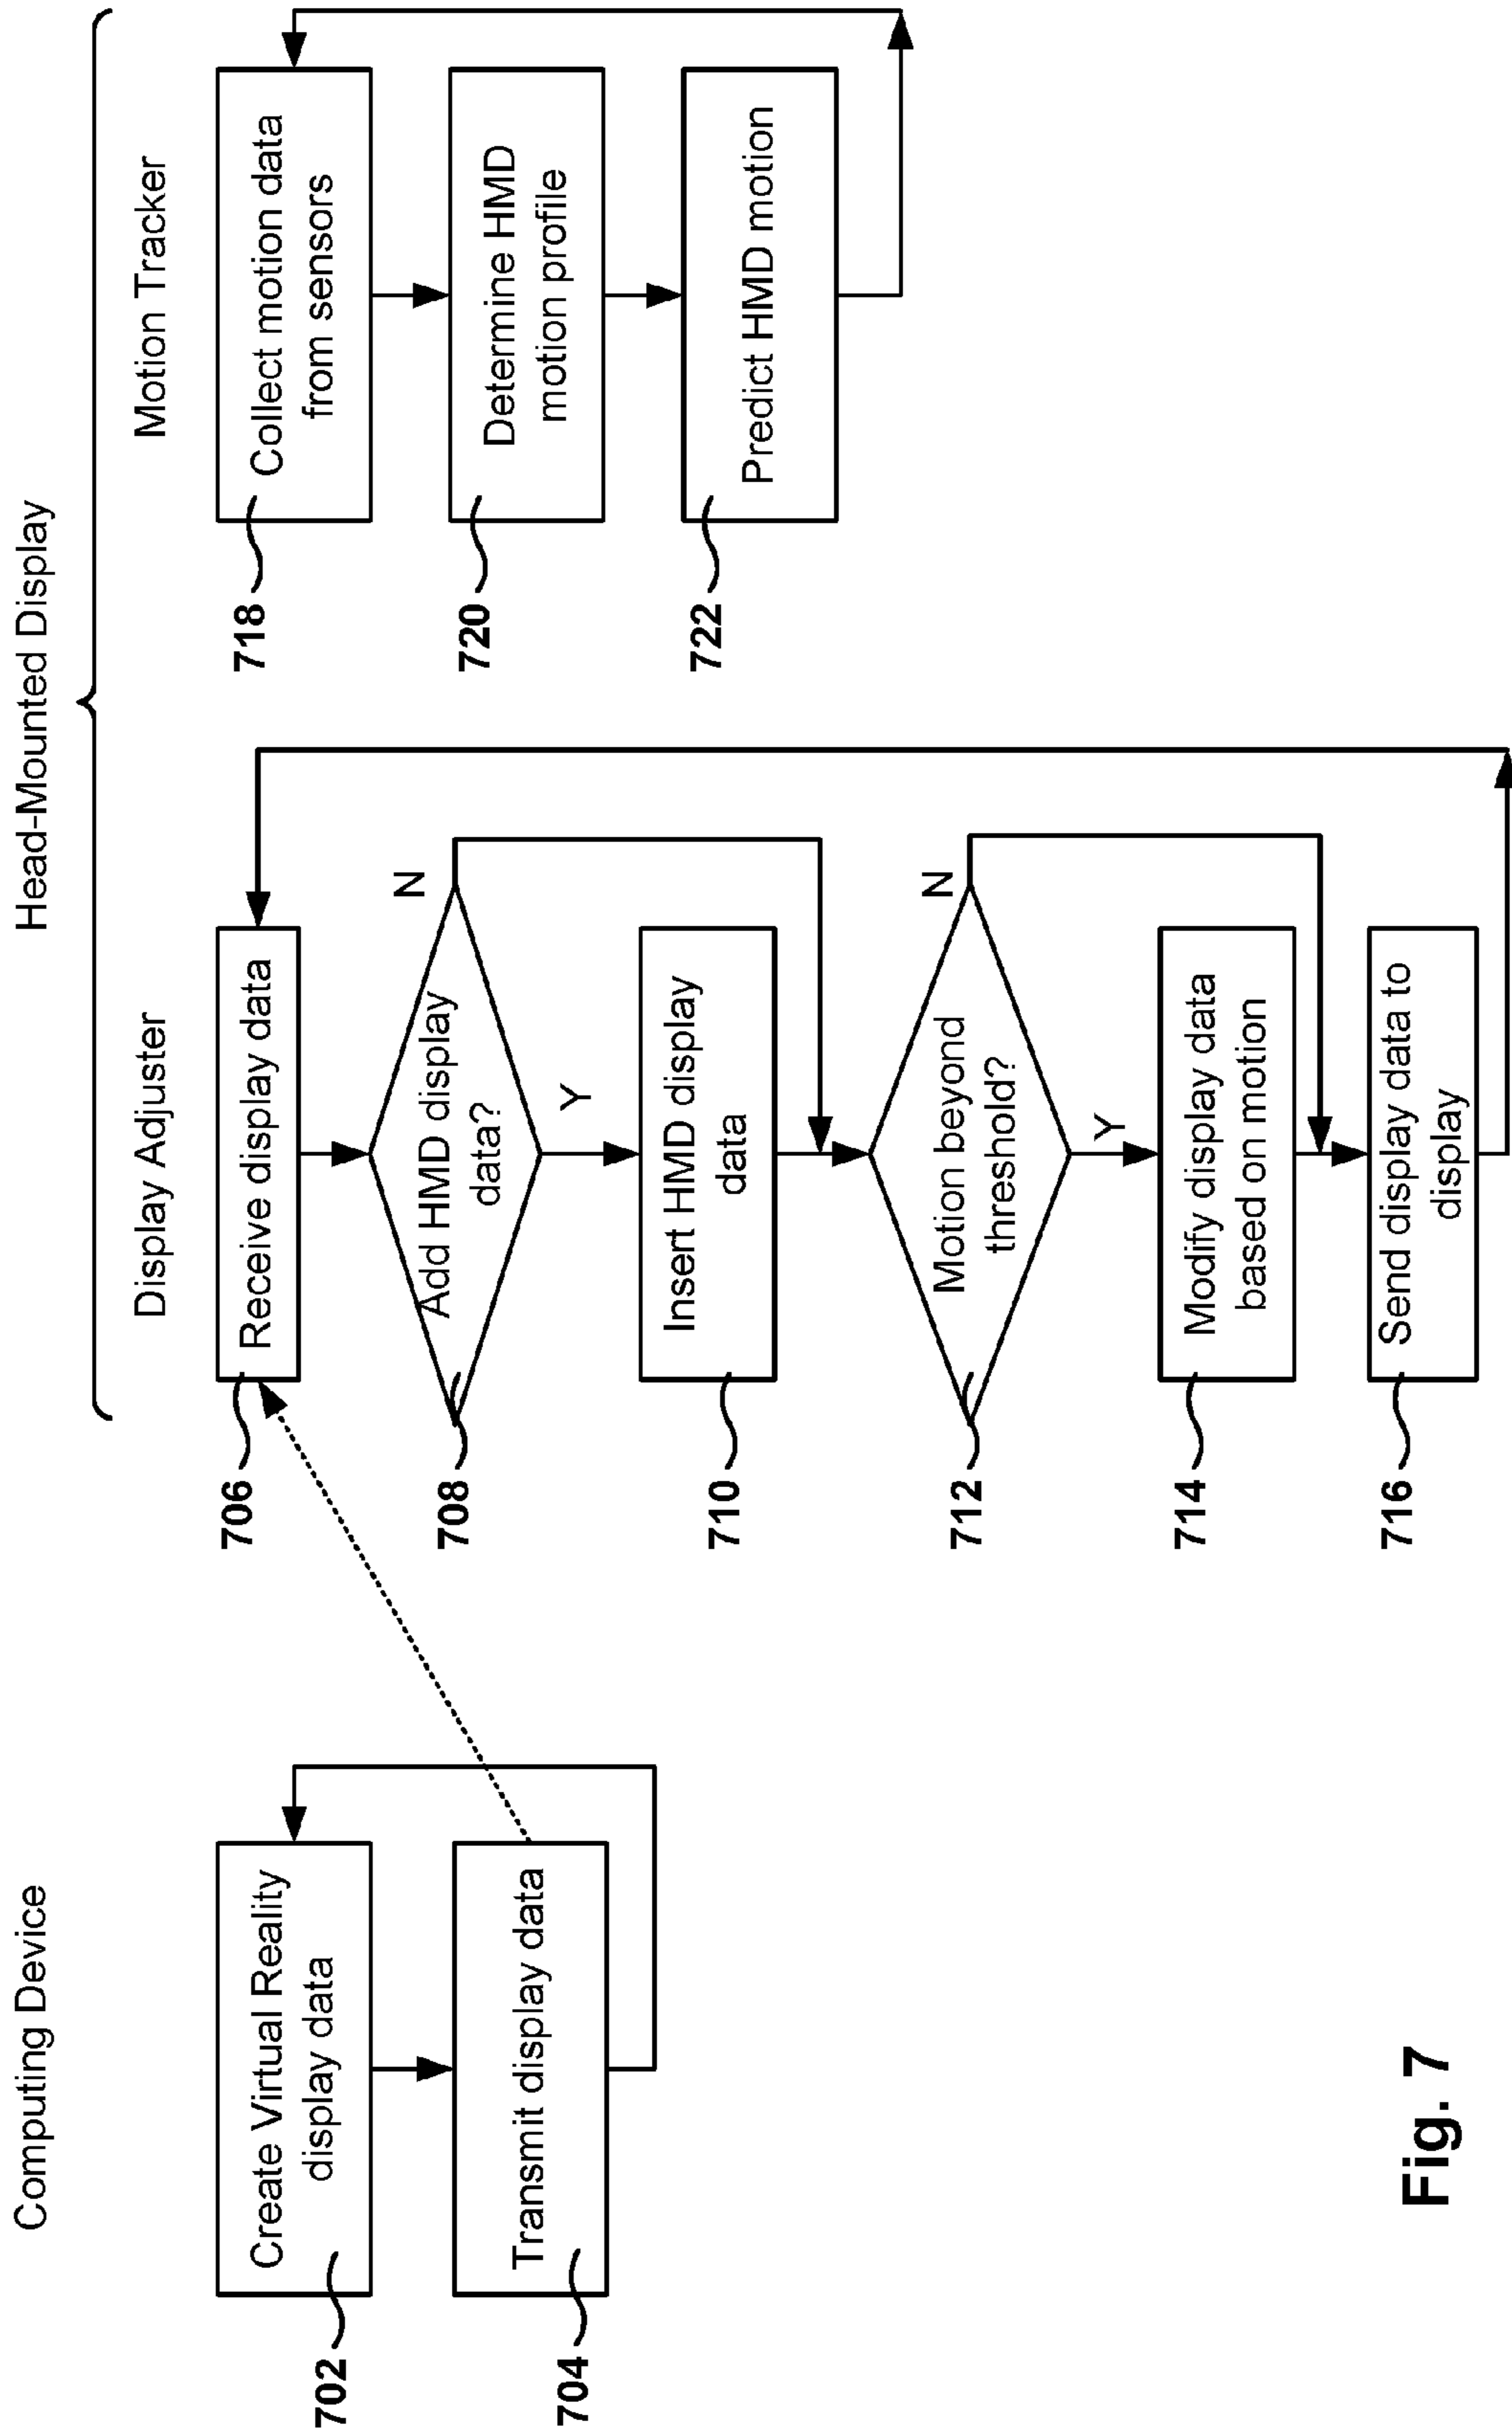 Computing Device
Head-Mounted Display
Display Adjuster
Motion Tracker
Create Virtual Reality
display data
702
Transmit display data
704
Receive display data
706
Add HMD display
data?
N
Y
708
Insert HMD display
data
710
Motion beyond
threshold?
N
Y
712
Modify display data
based on motion
714
Send display data to
display
716
Collect motion data
from sensors
718
Determine HMD
motion profile
720
Predict HMD motion
722
Fig. 7